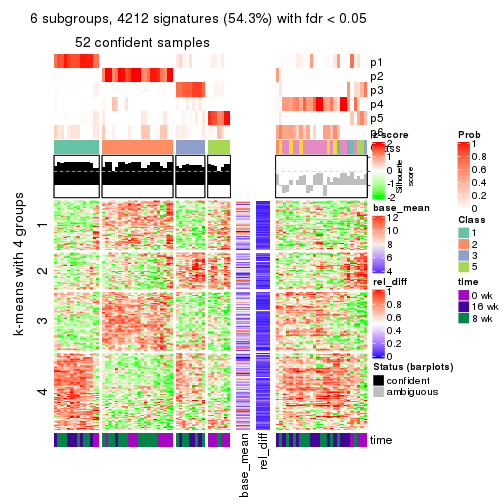 6 subgroups, 4212 signatures (54.3%) with fdr < 0.05
52 confident samples
p1
p2
p3
p4
p5
p6
Class
k-means with 4 groups
1
2
3
4
Silhouette
score
z-score
2
-2
base_mean
12
10
8
6
4
rel_diff
1
0.8
0.6
0.4
0.2
0
Status (barplots)
confident
ambiguous
Prob
1
0.8
0.6
0.4
0.2
0
Class
1
2
3
5
time
0 wk
16 wk
8 wk
time
base_mean
rel_diff